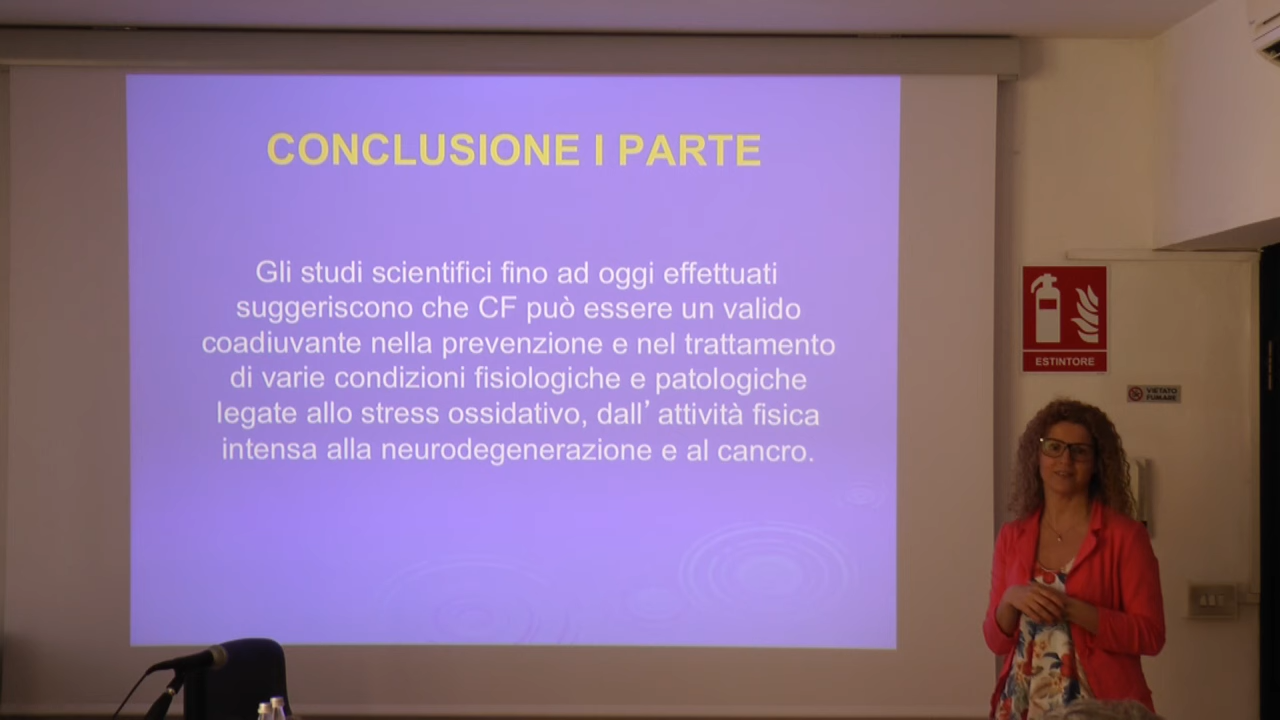 CONCLUSIONE I PARTE
Gli studi scientifici fino ad oggi effettuati
suggeriscono che CF può essere un valido
coadiuvante nella prevenzione e nel trattamento
di varie condizioni fisiologiche e patologiche
legate allo stress ossidativo, dall’ attività fisica
intensa alla neurodegenerazione e al cancro.
ESTINTORE
VIETATO
FUMARE